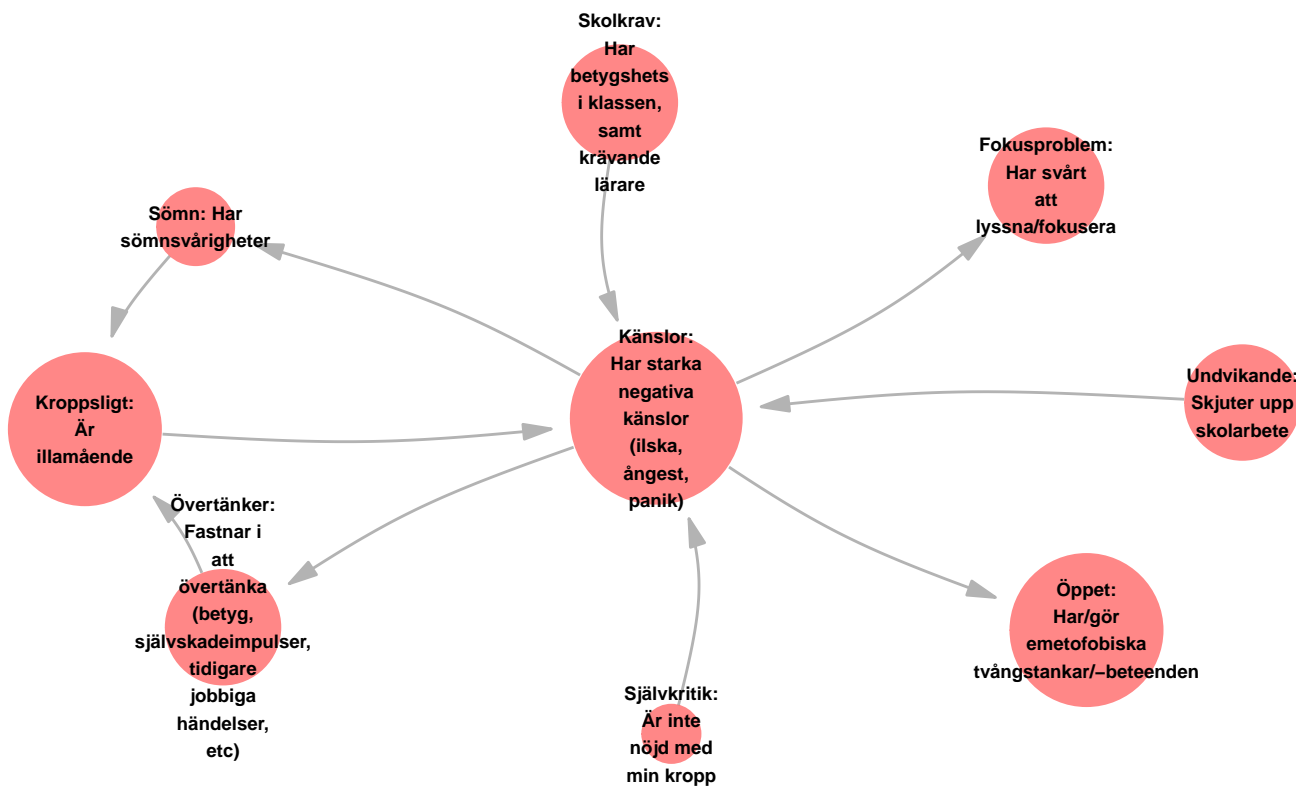 Skolkrav:
Har
betygshets
i klassen,
samt
krävande
lärare
Fokusproblem:
Har svårt
att
lyssna/fokusera
Sömn: Har
sömnsvårigheter
Känslor:
Har starka
negativa
känslor
(ilska,
ångest,
panik)
Undvikande:
Skjuter upp
skolarbete
Kroppsligt:
Är
illamående
Övertänker:
Fastnar i
att
övertänka
(betyg,
självskadeimpulser,
tidigare
jobbiga
händelser,
etc)
Öppet:
Har/gör
emetofobiska
tvångstankar/−beteenden
Självkritik:
Är inte
nöjd med
min kropp